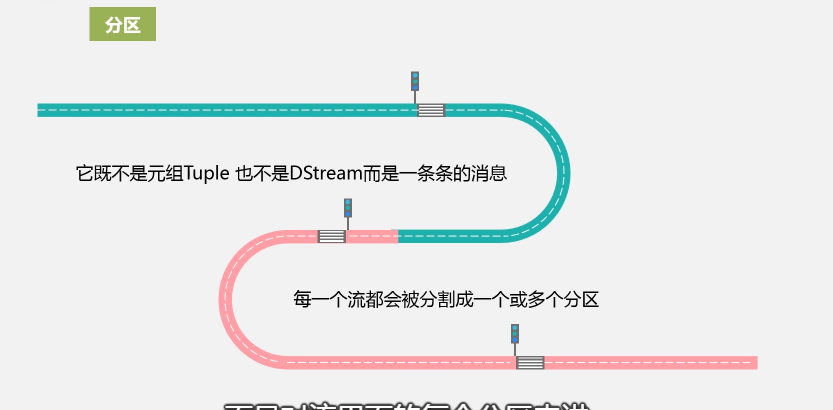 分区
它既不是元组Tuple 也不是DStream而是一条条的消息
每一个流都会被分割成一个或多个分区